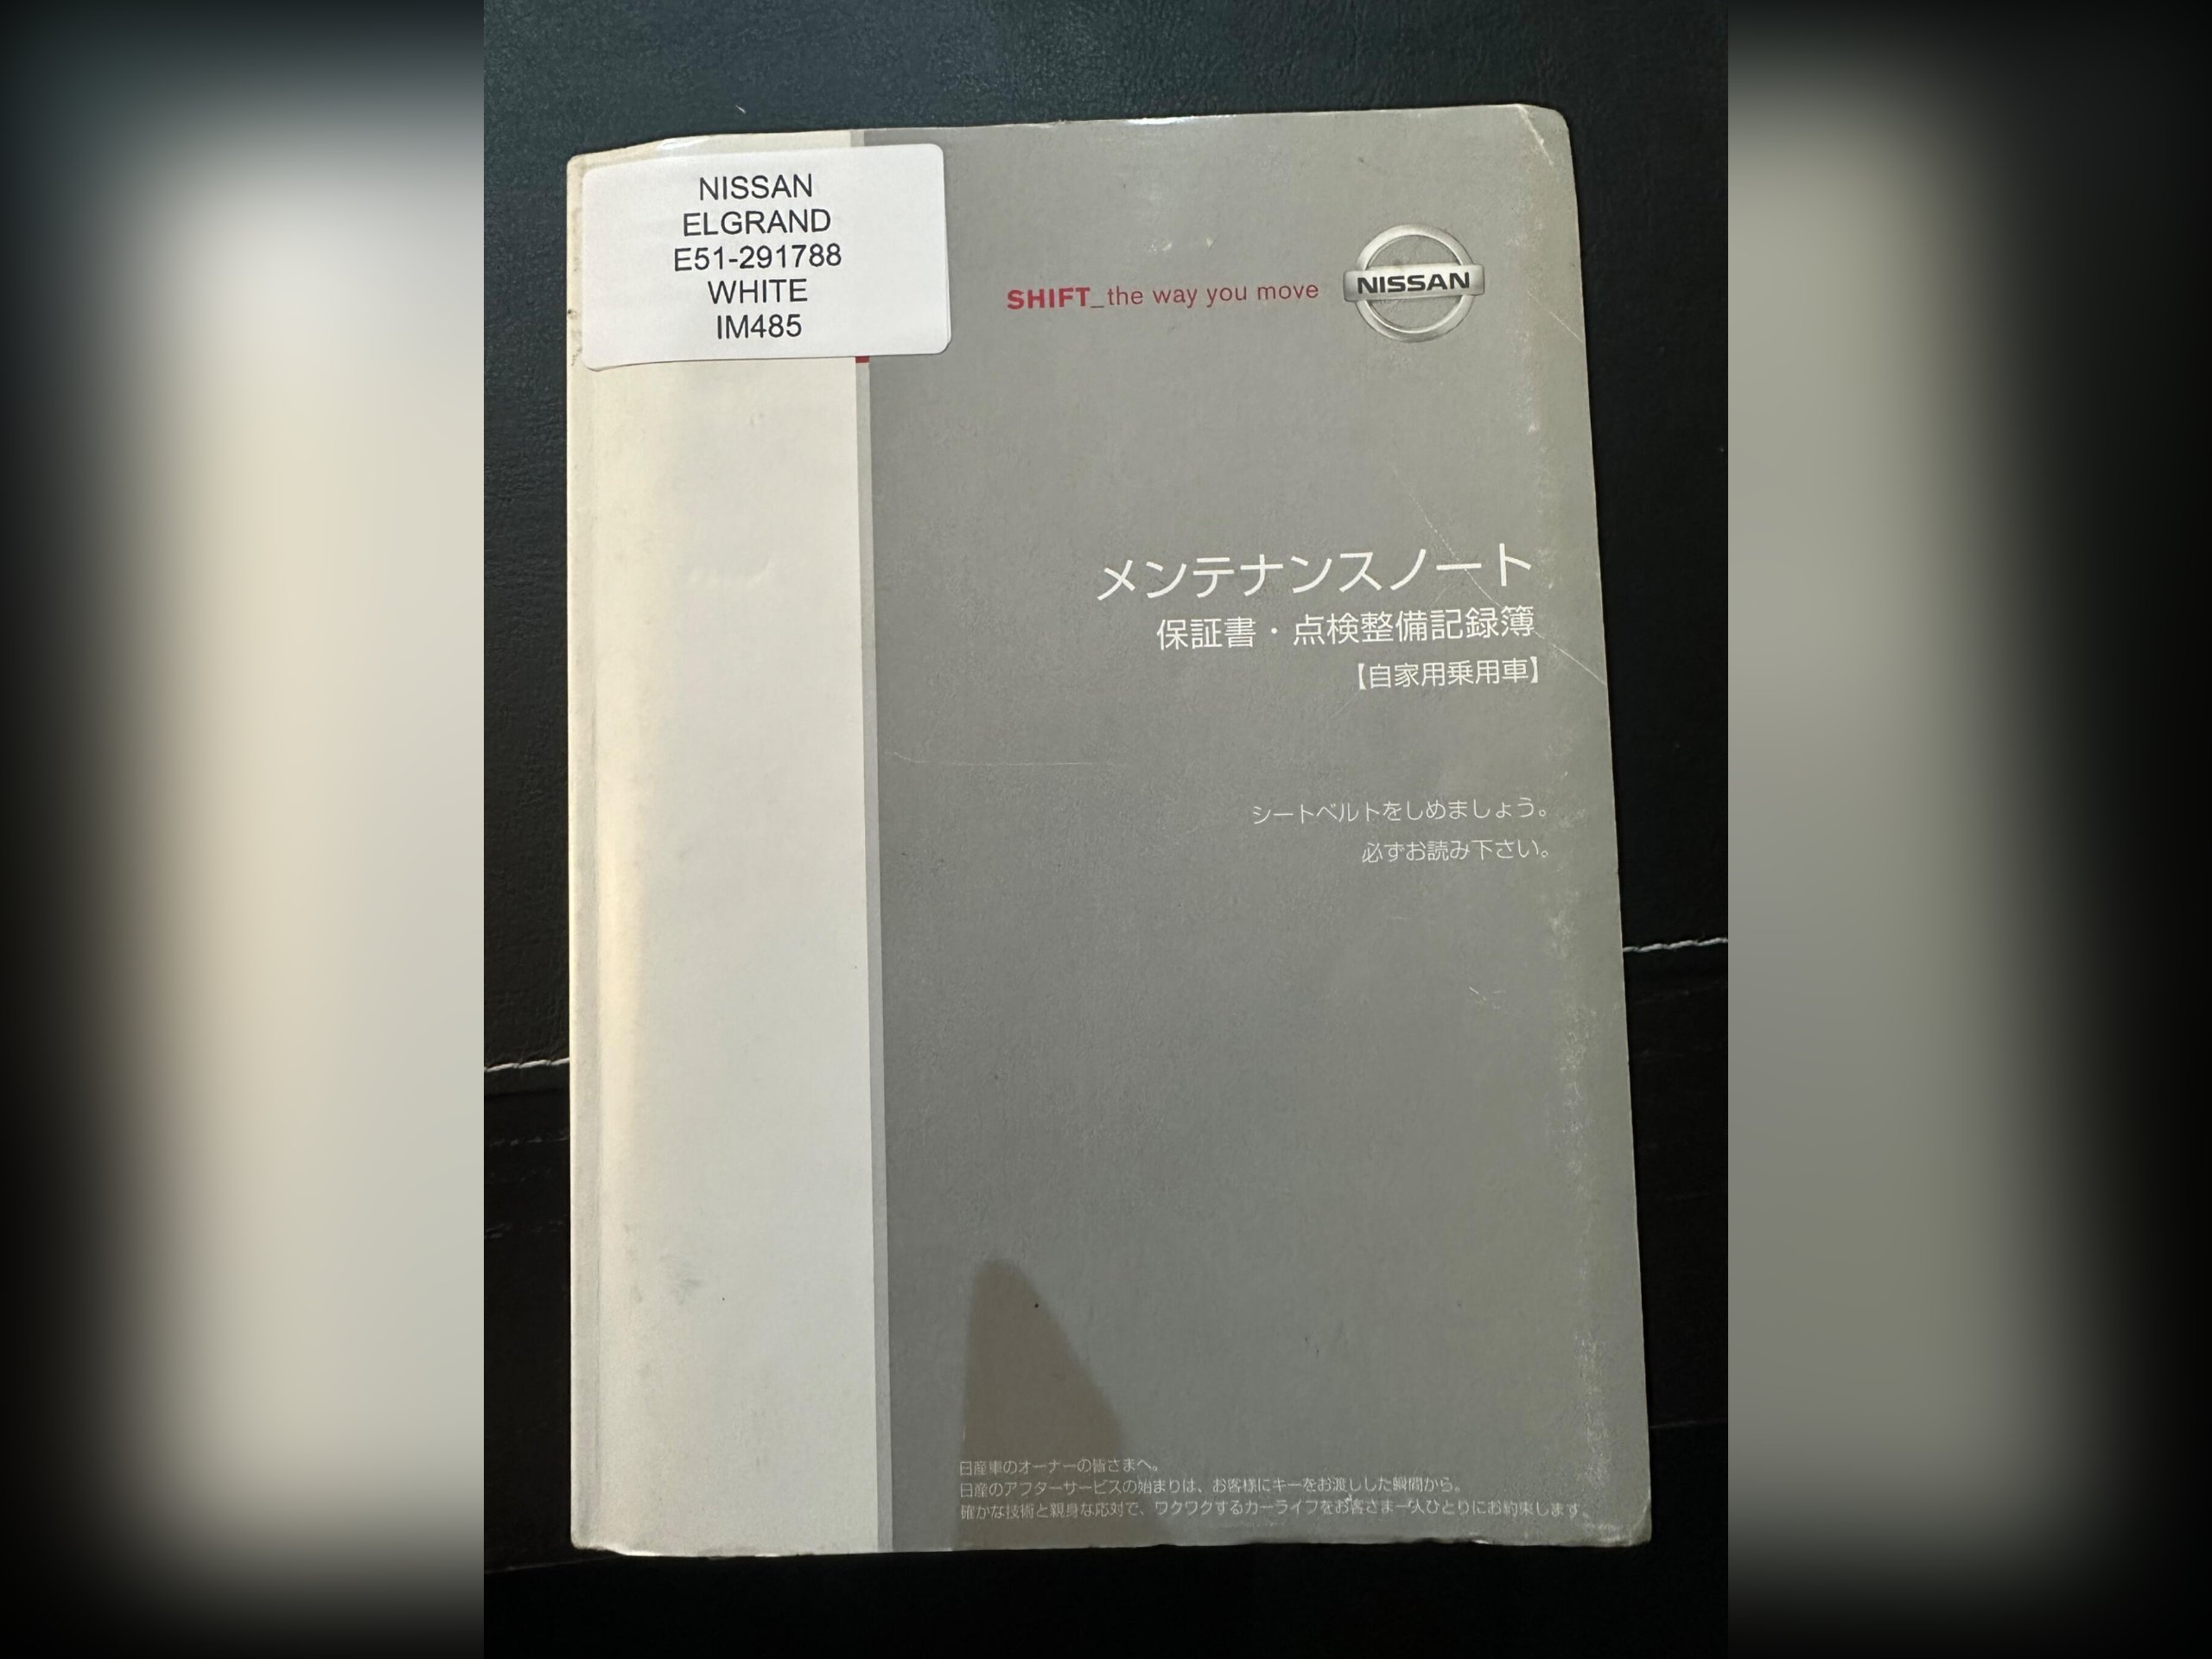 NISSAN
ELGRAND
E51-291788
WHITE
IM485
SHIFT_the way you move
NISSAN
メンテナンスノート
保証書・点検整備記録簿
【自家用乗用車】
シートベルトをしめましょう。
必ずお読み下さい。
日産車のオーナーの皆さまへ。
日産のアフターサービスの始まりは、お客様にキーをお渡しした瞬間から。
確かな技術と親身な応対で、ワクワクするカーライフをお客さま一人ひとりにお約束します。